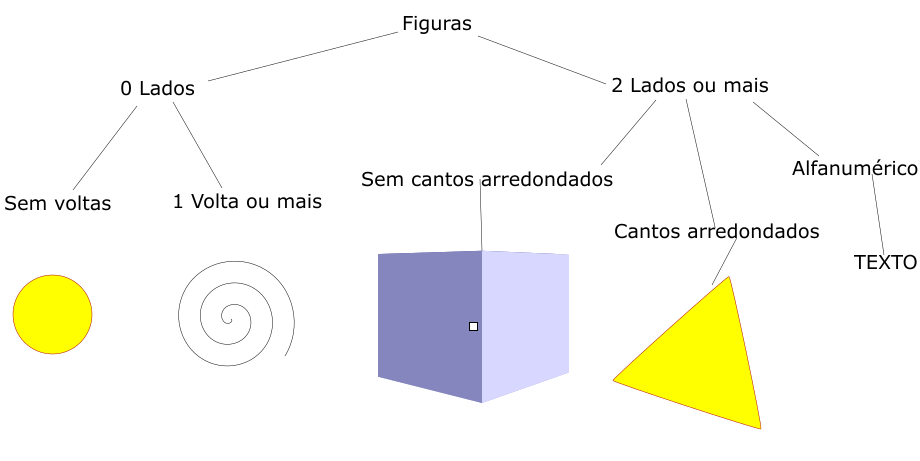 Figuras
0 Lados
2 Lados ou mais
Sem voltas
1 Volta ou mais
Sem cantos arredondados
Alfanumérico
Cantos arredondados
TEXTO